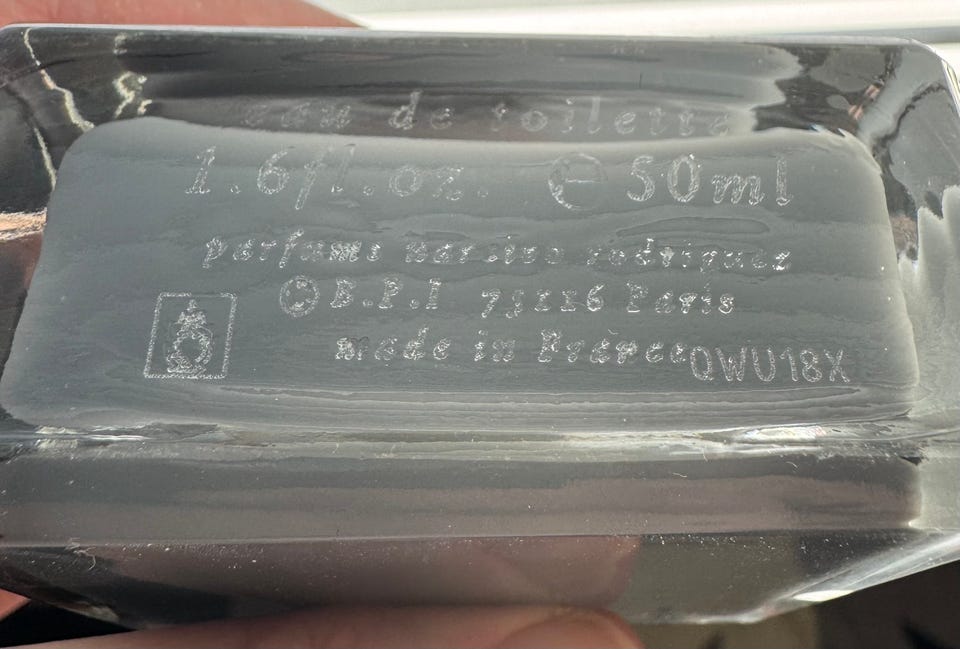 eau de toilette
1.6fl.oz. ℮ 50ml
parfums narciso rodriguez
©B.P.I 75116 Paris
made in France QWU18X